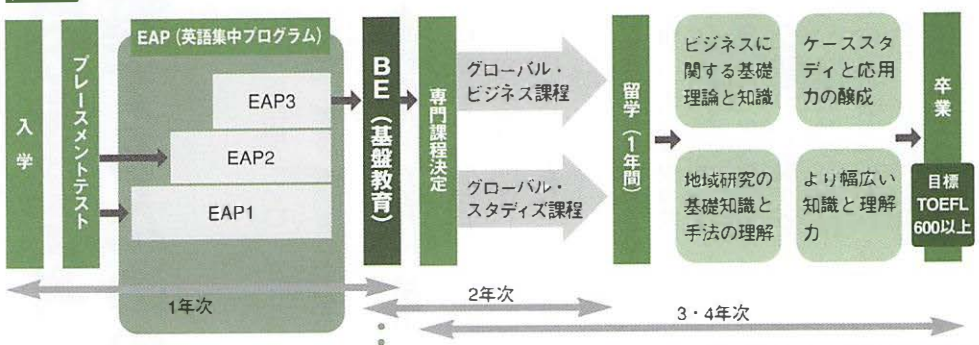 入学
プレースメントテスト
EAP（英語集中プログラム）
EAP3
EAP2
EAP1
BE（基盤教育）
専門課程決定
グローバル・
ビジネス課程
グローバル・
スタディズ課程
留学（1年間）
ビジネスに
関する基礎
理論と知識
ケーススタ
ディと応用
力の醸成
地域研究の
基礎知識と
手法の理解
より幅広い
知識と理解
力
卒業
目標
TOEFL
600以上
1年次
2年次
3・4年次